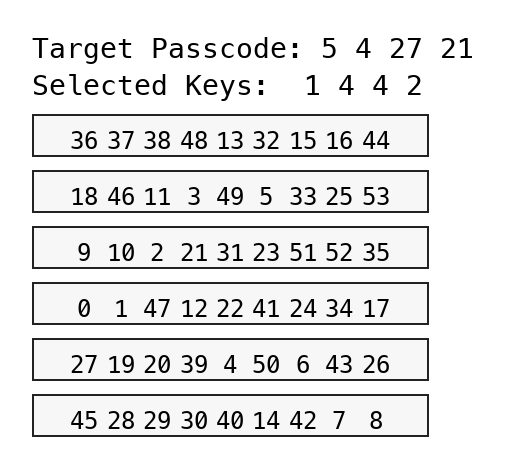 Target Passcode: 5 4 27 21
Selected Keys: 1 4 4 2
36 37 38 48 13 32 15 16 44
18 46 11 3 49 5 33 25 53
9 10 2 21 31 23 51 52 35
0 1 47 12 22 41 24 34 17
27 19 20 39 4 50 6 43 26
45 28 29 30 40 14 42 7 8